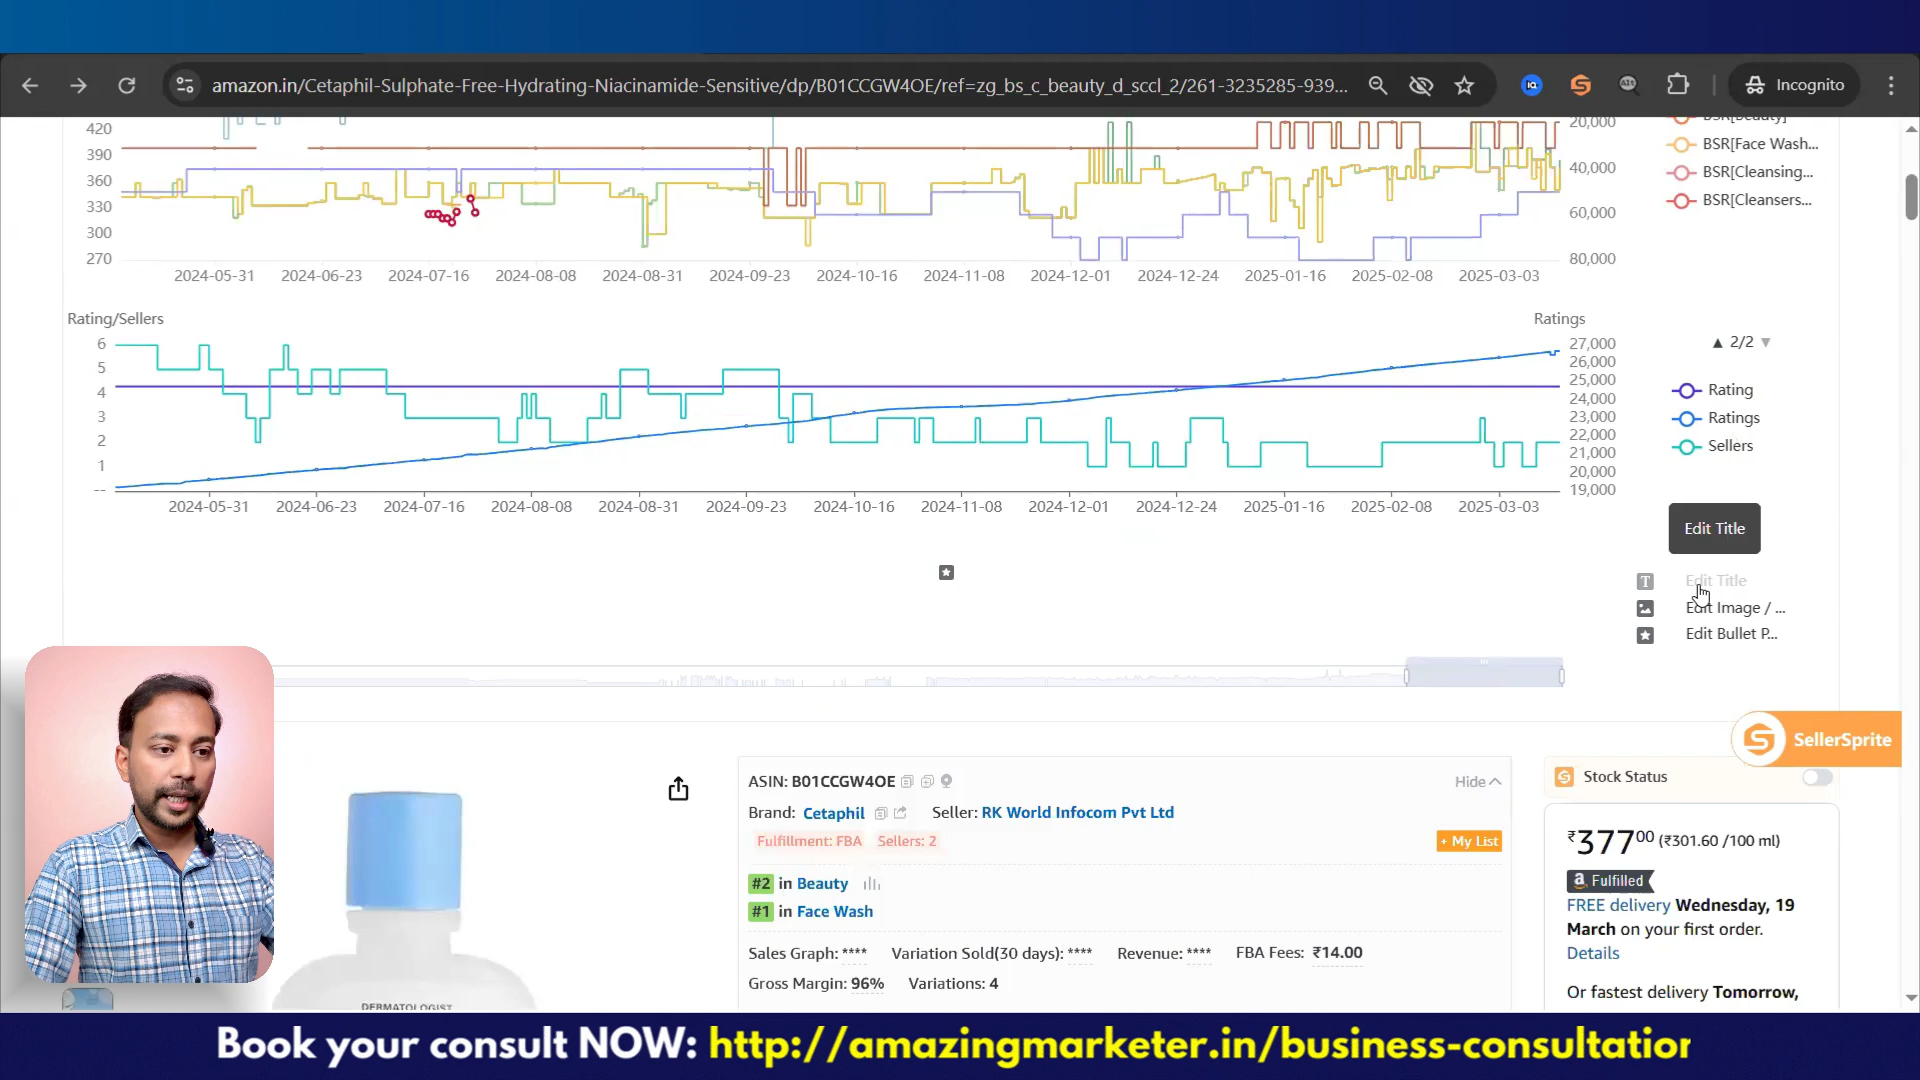 amazon.in/Cetaphil-Sulphate-Free-Hydrating-Niacinamide-Sensitive/dp/B01CCGW4OE/ref=zg_bs_c_beauty_d_sccl_2/261-3235285-939...
Incognito
420
390
360
330
300
270
20,000
40,000
60,000
80,000
BSR[Beauty]
BSR[Face Wash...
BSR[Cleansing...
BSR[Cleansers...
2024-05-31 2024-06-23 2024-07-16 2024-08-08 2024-08-31 2024-09-23 2024-10-16 2024-11-08 2024-12-01 2024-12-24 2025-01-16 2025-02-08 2025-03-03
Rating/Sellers
Ratings
6
5
4
3
2
1
--
27,000
26,000
25,000
24,000
23,000
22,000
21,000
20,000
19,000
▲ 2/2 ▼
Rating
Ratings
Sellers
2024-05-31 2024-06-23 2024-07-16 2024-08-08 2024-08-31 2024-09-23 2024-10-16 2024-11-08 2024-12-01 2024-12-24 2025-01-16 2025-02-08 2025-03-03
Edit Title
T Edit Title
Edit Image / ...
Edit Bullet P...
SellerSprite
ASIN: B01CCGW4OE
Hide
Brand: Cetaphil Seller: RK World Infocom Pvt Ltd
Fulfillment: FBA Sellers: 2
+ My List
#2 in Beauty
#1 in Face Wash
Sales Graph: **** Variation Sold(30 days): **** Revenue: **** FBA Fees: ₹14.00
Gross Margin: 96% Variations: 4
Stock Status
₹377⁰⁰ (₹301.60 /100 ml)
a Fulfilled
FREE delivery Wednesday, 19
March on your first order.
Details
Or fastest delivery Tomorrow,
DERMATOLOGIST
Book your consult NOW: http://amazingmarketer.in/business-consultation